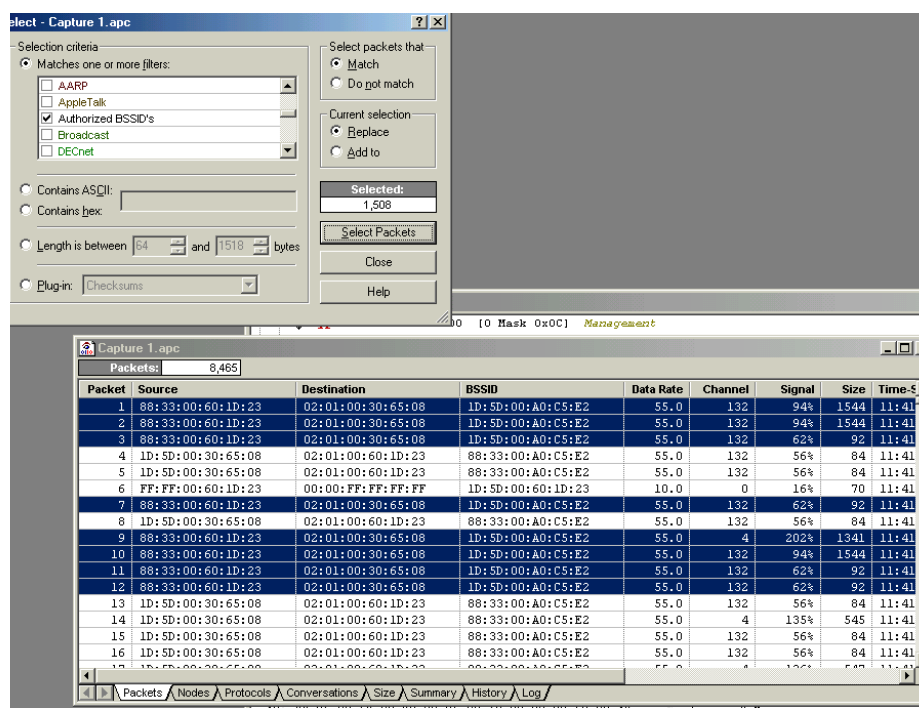 elect - Capture 1.apc
Selection criteria
Matches one or more filters:
AARP
AppleTalk
Authorized BSSID's
Broadcast
DECnet
Contains ASCII:
Contains hex:
Length is between 64 and 1518 bytes
Plug-in: Checksums
Select packets that
Match
Do not match
Current selection
Replace
Add to
Selected:
1,508
Select Packets
Close
Help
00 [0 Mask 0x0C] Management
Capture 1.apc
Packets: 8,465
Packet Source Destination BSSID Data Rate Channel Signal Size Time-S
1 88:33:00:60:1D:23 02:01:00:30:65:08 1D:5D:00:A0:C5:E2 55.0 132 94% 1544 11:41
2 88:33:00:60:1D:23 02:01:00:30:65:08 1D:5D:00:A0:C5:E2 55.0 132 94% 1544 11:41
3 88:33:00:60:1D:23 02:01:00:30:65:08 1D:5D:00:A0:C5:E2 55.0 132 62% 92 11:41
4 1D:5D:00:30:65:08 02:01:00:60:1D:23 88:33:00:A0:C5:E2 55.0 132 56% 84 11:41
5 1D:5D:00:30:65:08 02:01:00:60:1D:23 88:33:00:A0:C5:E2 55.0 132 56% 84 11:41
6 FF:FF:00:60:1D:23 00:00:FF:FF:FF:FF 1D:5D:00:60:1D:23 10.0 0 16% 70 11:41
7 88:33:00:60:1D:23 02:01:00:30:65:08 1D:5D:00:A0:C5:E2 55.0 132 62% 92 11:41
8 1D:5D:00:30:65:08 02:01:00:60:1D:23 88:33:00:A0:C5:E2 55.0 132 56% 84 11:41
9 88:33:00:60:1D:23 02:01:00:30:65:08 1D:5D:00:A0:C5:E2 55.0 4 202% 1341 11:41
10 88:33:00:60:1D:23 02:01:00:30:65:08 1D:5D:00:A0:C5:E2 55.0 132 94% 1544 11:41
11 88:33:00:60:1D:23 02:01:00:30:65:08 1D:5D:00:A0:C5:E2 55.0 132 62% 92 11:41
12 88:33:00:60:1D:23 02:01:00:30:65:08 1D:5D:00:A0:C5:E2 55.0 132 62% 92 11:41
13 1D:5D:00:30:65:08 02:01:00:60:1D:23 88:33:00:A0:C5:E2 55.0 132 56% 84 11:41
14 1D:5D:00:30:65:08 02:01:00:60:1D:23 88:33:00:A0:C5:E2 55.0 4 135% 545 11:41
15 1D:5D:00:30:65:08 02:01:00:60:1D:23 88:33:00:A0:C5:E2 55.0 132 56% 84 11:41
16 1D:5D:00:30:65:08 02:01:00:60:1D:23 88:33:00:A0:C5:E2 55.0 132 56% 84 11:41
Packets Nodes Protocols Conversations Size Summary History Log